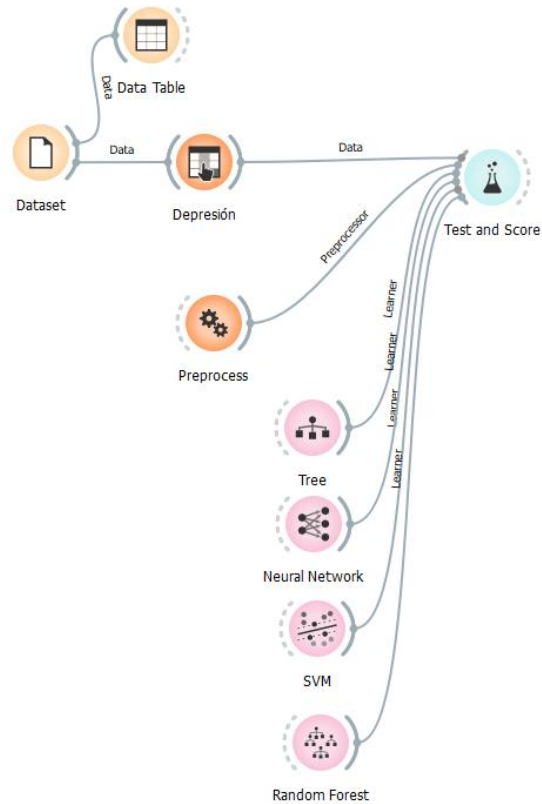 Data
Data Table
Data
Data
Dataset
Depresión
Test and Score
Preprocessor
Preprocess
Learner
Learner
Learner
Learner
Tree
Neural Network
SVM
Random Forest